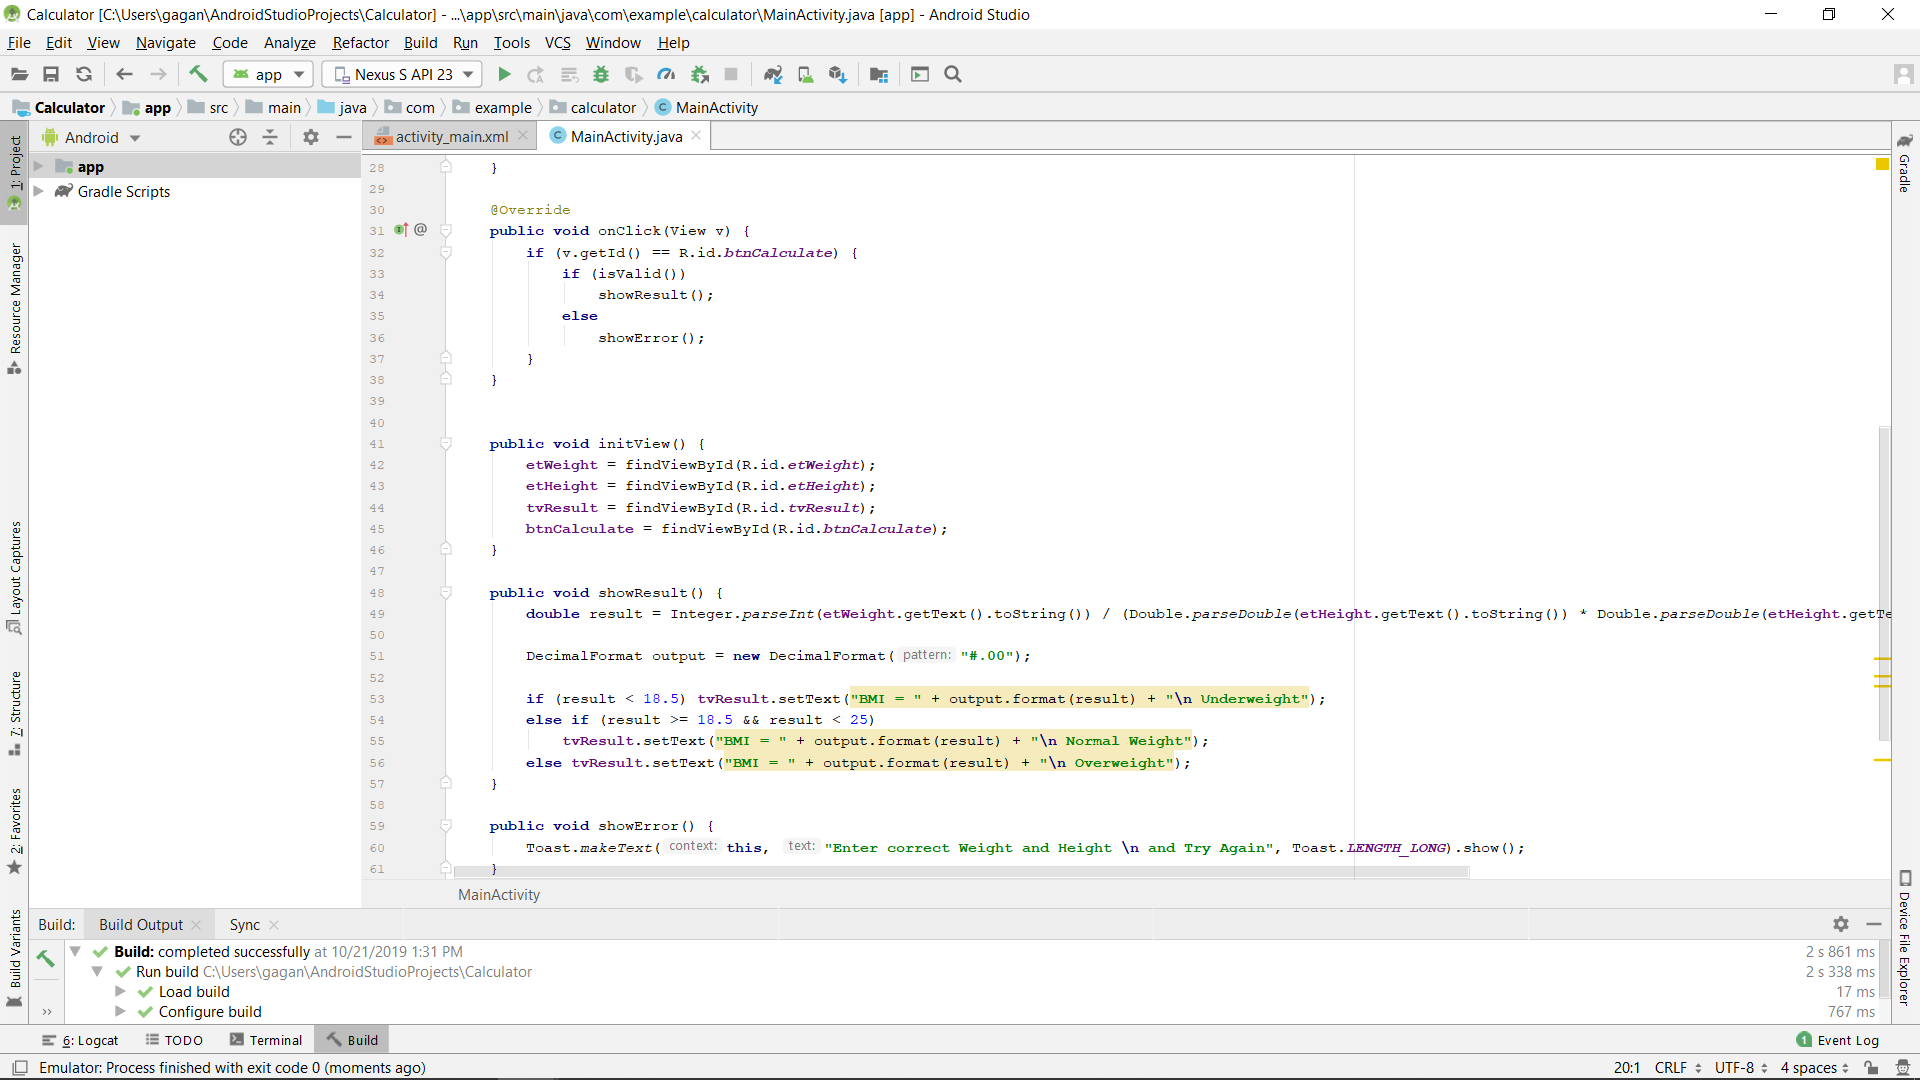 Calculator [C:\Users\gagan\AndroidStudioProjects\Calculator] - ...\app\src\main\java\com\example\calculator\MainActivity.java [app] - Android Studio
File Edit View Navigate Code Analyze Refactor Build Run Tools VCS Window Help
app Nexus S API 23
Calculator app src main java com example calculator MainActivity
1: Project
Resource Manager
Layout Captures
7: Structure
2: Favorites
Build Variants
Android
app
Gradle Scripts
activity_main.xml MainActivity.java
28 }
29
30 @Override
31 public void onClick(View v) {
32 if (v.getId() == R.id.btnCalculate) {
33 if (isValid())
34 showResult();
35 else
36 showError();
37 }
38 }
39
40
41 public void initView() {
42 etWeight = findViewById(R.id.etWeight);
43 etHeight = findViewById(R.id.etHeight);
44 tvResult = findViewById(R.id.tvResult);
45 btnCalculate = findViewById(R.id.btnCalculate);
46 }
47
48 public void showResult() {
49 double result = Integer.parseInt(etWeight.getText().toString()) / (Double.parseDouble(etHeight.getText().toString()) * Double.parseDouble(etHeight.getTe
50
51 DecimalFormat output = new DecimalFormat( pattern: "#.00");
52
53 if (result < 18.5) tvResult.setText("BMI = " + output.format(result) + "\n Underweight");
54 else if (result >= 18.5 && result < 25)
55 tvResult.setText("BMI = " + output.format(result) + "\n Normal Weight");
56 else tvResult.setText("BMI = " + output.format(result) + "\n Overweight");
57 }
58
59 public void showError() {
60 Toast.makeText( context: this, text: "Enter correct Weight and Height \n and Try Again", Toast.LENGTH_LONG).show();
61 }
MainActivity
Gradle
Device File Explorer
Build: Build Output Sync
Build: completed successfully at 10/21/2019 1:31 PM 2 s 861 ms
Run build C:\Users\gagan\AndroidStudioProjects\Calculator 2 s 338 ms
Load build 17 ms
Configure build 767 ms
6: Logcat TODO Terminal Build 1 Event Log
Emulator: Process finished with exit code 0 (moments ago) 20:1 CRLF UTF-8 4 spaces